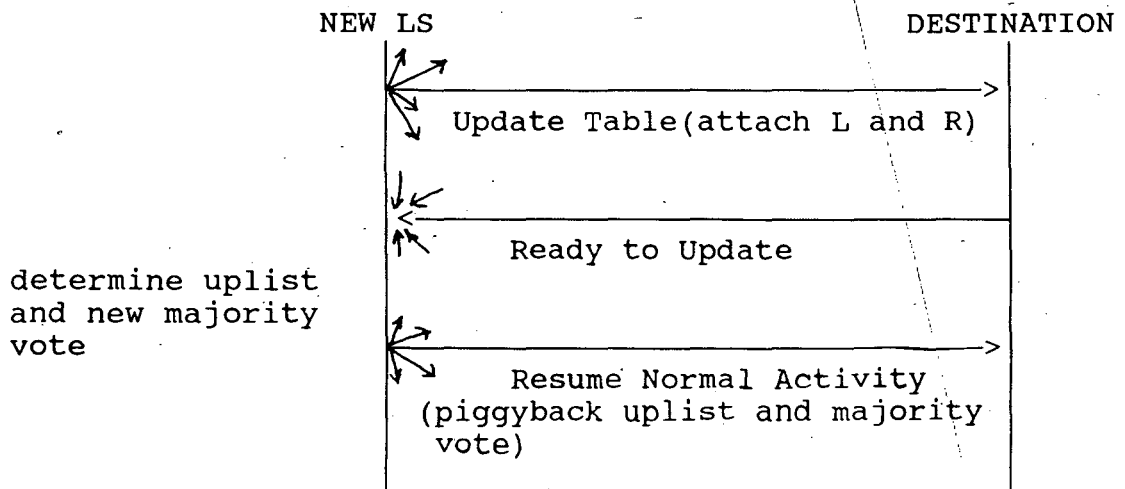 NEW LS
DESTINATION
Update Table(attach L and R)
Ready to Update
determine uplist
and new majority
vote
Resume Normal Activity
(piggyback uplist and majority
vote)